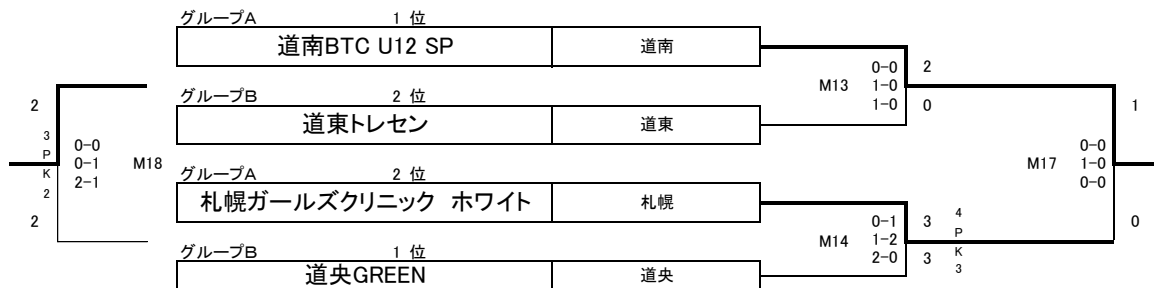 グループA 1 位
道南BTC U12 SP 道南
グループB 2 位
道東トレセン 道東
グループA 2 位
札幌ガールズクリニック ホワイト 札幌
グループB 1 位
道央GREEN 道央
2
3
P
K
2
2
0-0
0-1
2-1
M18
M13
0-0
1-0
1-0
2
0
M14
0-1
1-2
2-0
3
3
4
P
K
3
M17
0-0
1-0
0-0
1
0